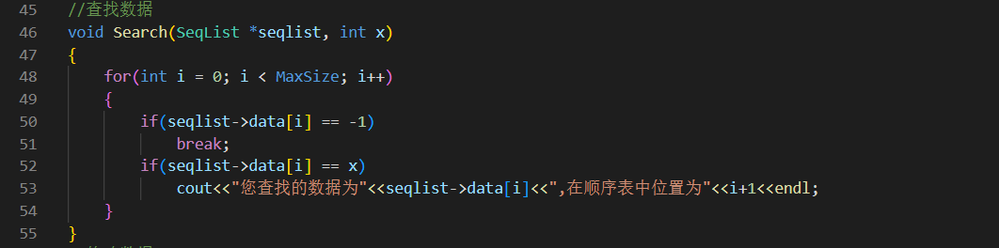 45 //查找数据
46 void Search(SeqList *seqlist, int x)
47 {
48 for(int i = 0; i < MaxSize; i++)
49 {
50 if(seqlist->data[i] == -1)
51 break;
52 if(seqlist->data[i] == x)
53 cout<<"您查找的数据为"<<seqlist->data[i]<<",在顺序表中位置为"<<i+1<<endl;
54 }
55 }